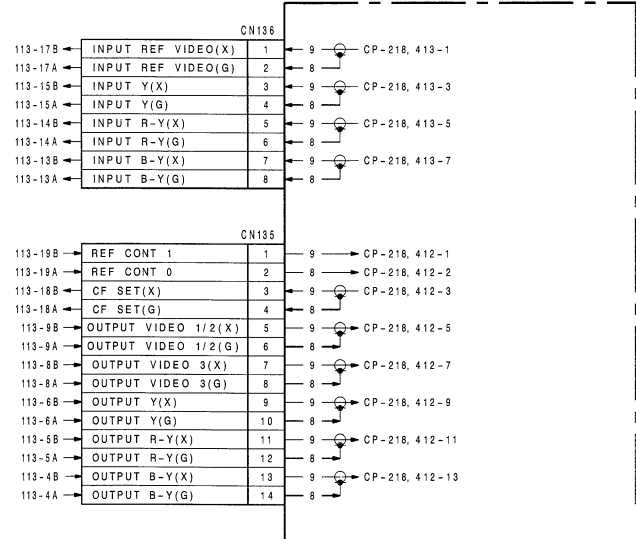 CN136
113-17B INPUT REF VIDEO(X) 1 9 CP-218, 413-1
113-17A INPUT REF VIDEO(G) 2 8
113-15B INPUT Y(X) 3 9 CP-218, 413-3
113-15A INPUT Y(G) 4 8
113-14B INPUT R-Y(X) 5 9 CP-218, 413-5
113-14A INPUT R-Y(G) 6 8
113-13B INPUT B-Y(X) 7 9 CP-218, 413-7
113-13A INPUT B-Y(G) 8 8
CN135
113-19B REF CONT 1 1 9 CP-218, 412-1
113-19A REF CONT 0 2 8 CP-218, 412-2
113-18B CF SET(X) 3 9 CP-218, 412-3
113-18A CF SET(G) 4 8
113-9B OUTPUT VIDEO 1/2(X) 5 9 CP-218, 412-5
113-9A OUTPUT VIDEO 1/2(G) 6 8
113-8B OUTPUT VIDEO 3(X) 7 9 CP-218, 412-7
113-8A OUTPUT VIDEO 3(G) 8 8
113-6B OUTPUT Y(X) 9 9 CP-218, 412-9
113-6A OUTPUT Y(G) 10 8
113-5B OUTPUT R-Y(X) 11 9 CP-218, 412-11
113-5A OUTPUT R-Y(G) 12 8
113-4B OUTPUT B-Y(X) 13 9 CP-218, 412-13
113-4A OUTPUT B-Y(G) 14 8